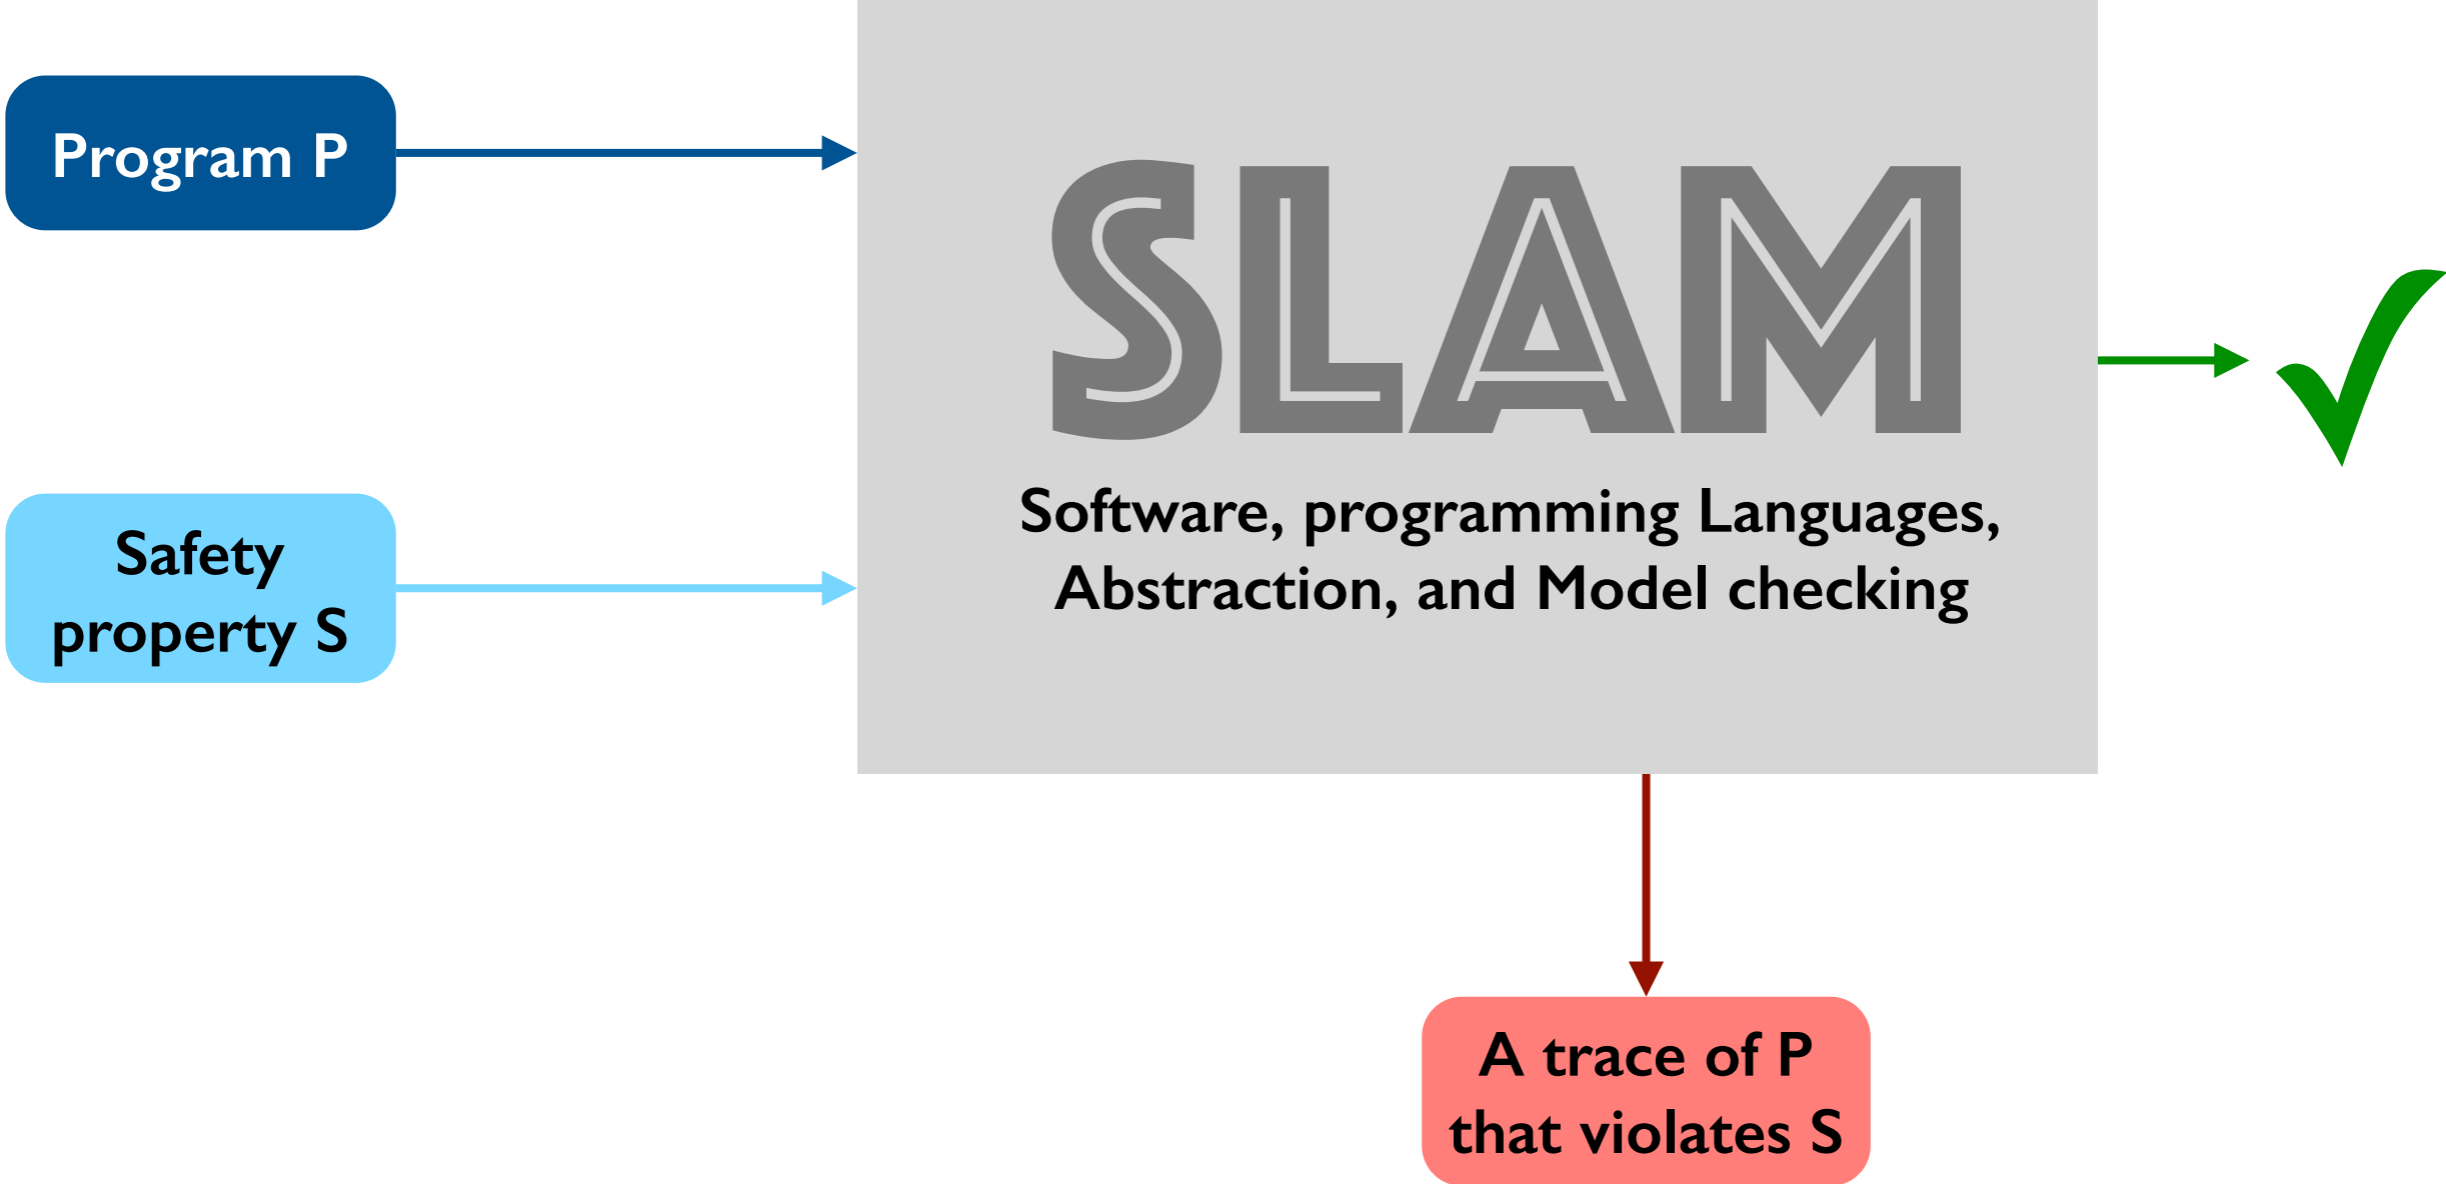 Program P
SLAM
Software, programming Languages,
Abstraction, and Model checking
Safety
property S
A trace of P
that violates S